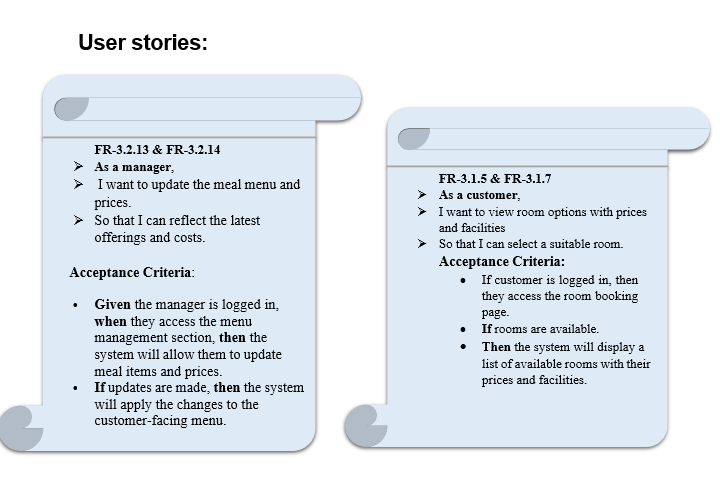 User stories:
FR-3.2.13 & FR-3.2.14
➢ As a manager,
➢ I want to update the meal menu and
prices.
➢ So that I can reflect the latest
offerings and costs.
Acceptance Criteria:
• Given the manager is logged in,
when they access the menu
management section, then the
system will allow them to update
meal items and prices.
• If updates are made, then the system
will apply the changes to the
customer-facing menu.
FR-3.1.5 & FR-3.1.7
➢ As a customer,
➢ I want to view room options with prices
and facilities
➢ So that I can select a suitable room.
Acceptance Criteria:
• If customer is logged in, then
they access the room booking
page.
• If rooms are available.
• Then the system will display a
list of available rooms with their
prices and facilities.